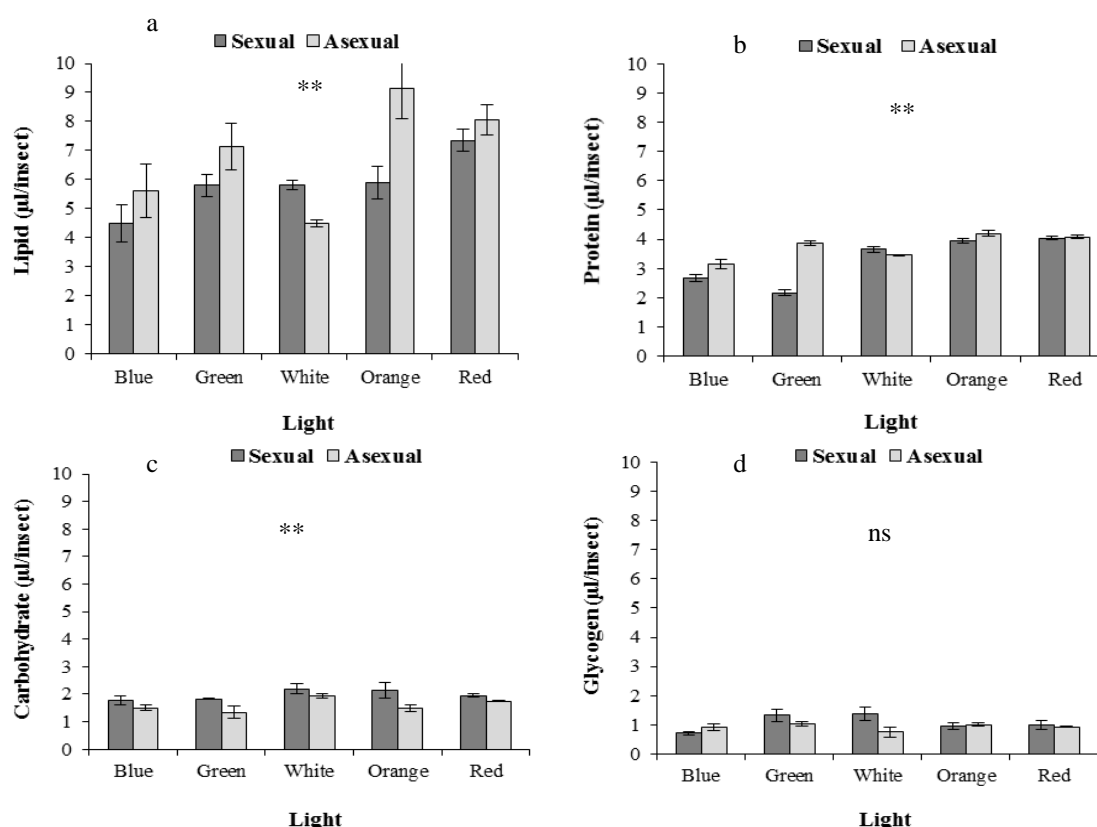 a
Sexual Asexual
10
9
8
7
6
5
4
3
2
1
0
**
Lipid (µl/insect)
Blue Green White Orange Red
Light
b
Sexual Asexual
10
9
8
7
6
5
4
3
2
1
0
**
Protein (µl/insect)
Blue Green White Orange Red
Light
c
Sexual Asexual
10
9
8
7
6
5
4
3
2
1
0
**
Carbohydrate (µl/insect)
Blue Green White Orange Red
Light
d
Sexual Asexual
10
9
8
7
6
5
4
3
2
1
0
ns
Glycogen (µl/insect)
Blue Green White Orange Red
Light